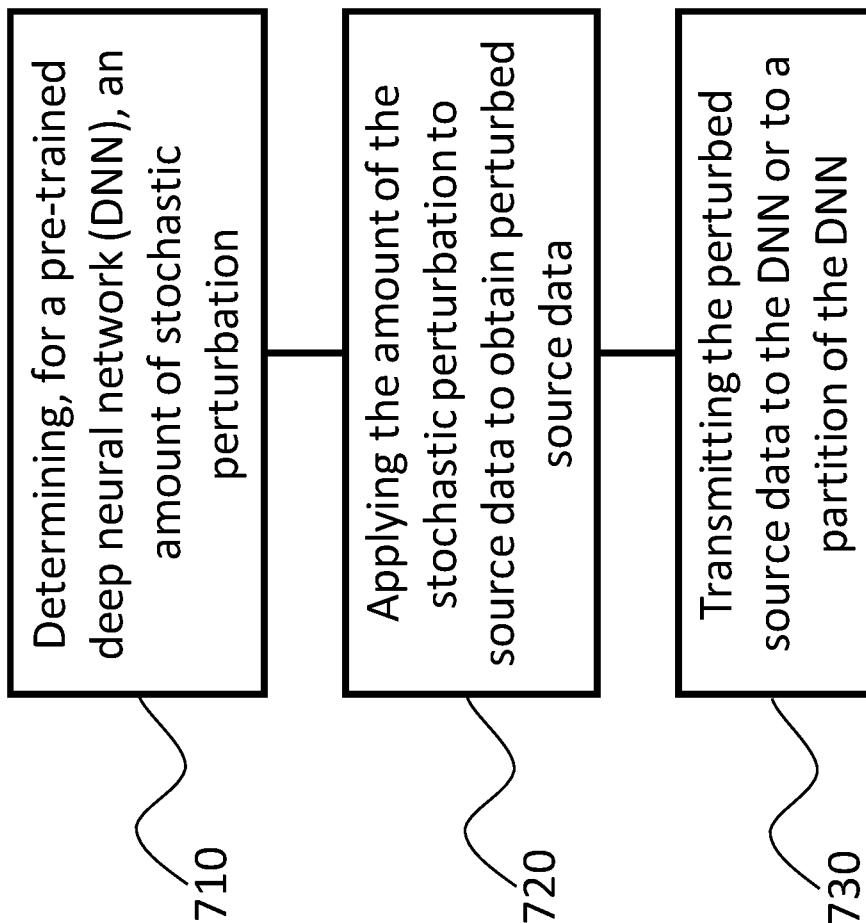 710
Determining, for a pre-trained
deep neural network (DNN), an
amount of stochastic
perturbation
720
Applying the amount of the
stochastic perturbation to
source data to obtain perturbed
source data
730
Transmitting the perturbed
source data to the DNN or to a
partition of the DNN